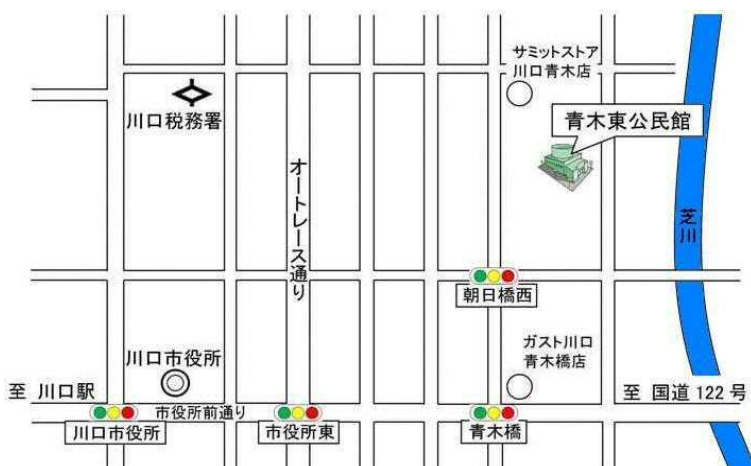 サミットストア
川口青木店
川口税務署
青木東公民館
オートレース通り
芝川
朝日橋西
川口市役所
ガスト川口
青木橋店
至 川口駅
至 国道 122 号
市役所前通り
川口市役所
市役所東
青木橋